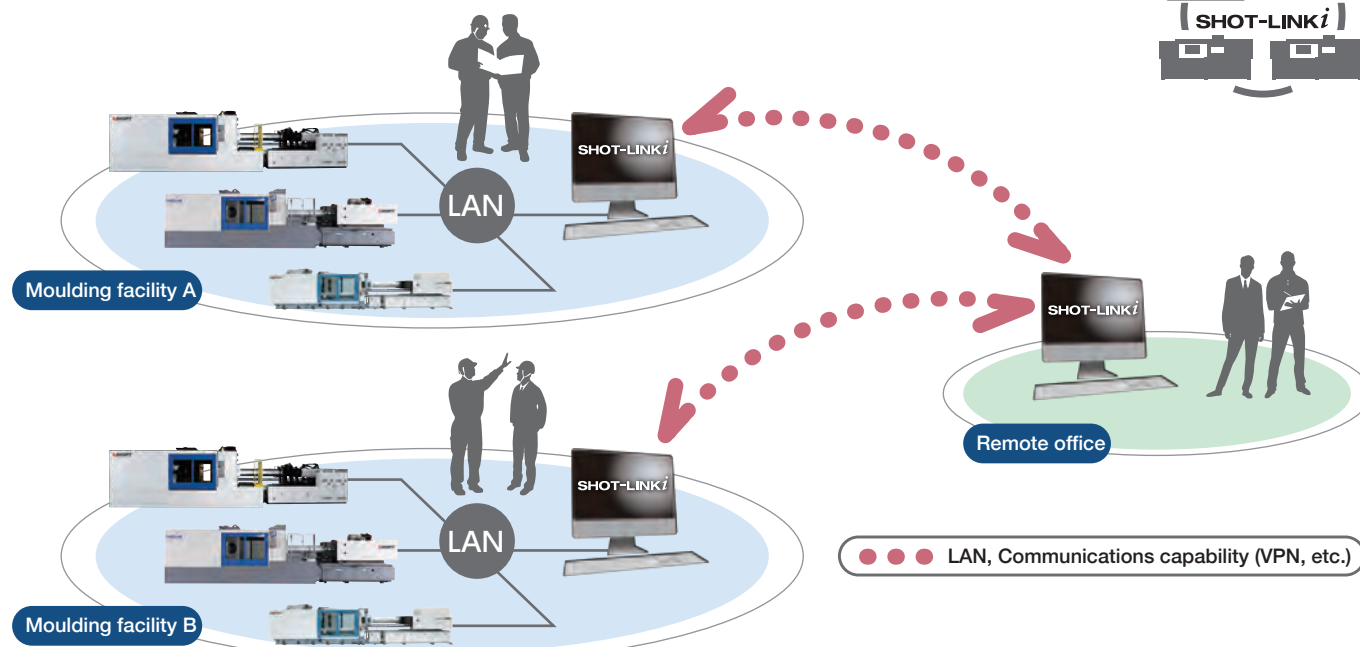 SHOT-LINKi
SHOT-LINKi
LAN
Moulding facility A
SHOT-LINKi
Remote office
SHOT-LINKi
LAN
LAN, Communications capability (VPN, etc.)
Moulding facility B